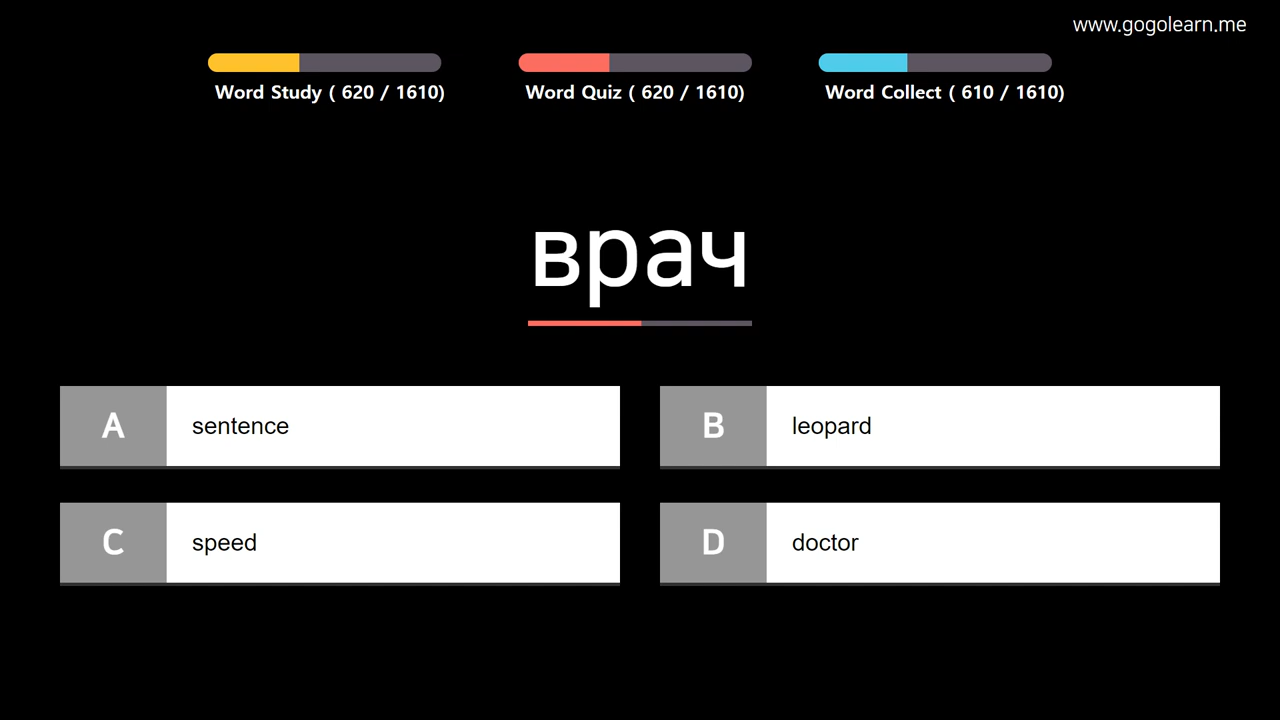 www.gogolearn.me
Word Study ( 620 / 1610)
Word Quiz ( 620 / 1610)
Word Collect ( 610 / 1610)
врач
A sentence
B leopard
C speed
D doctor